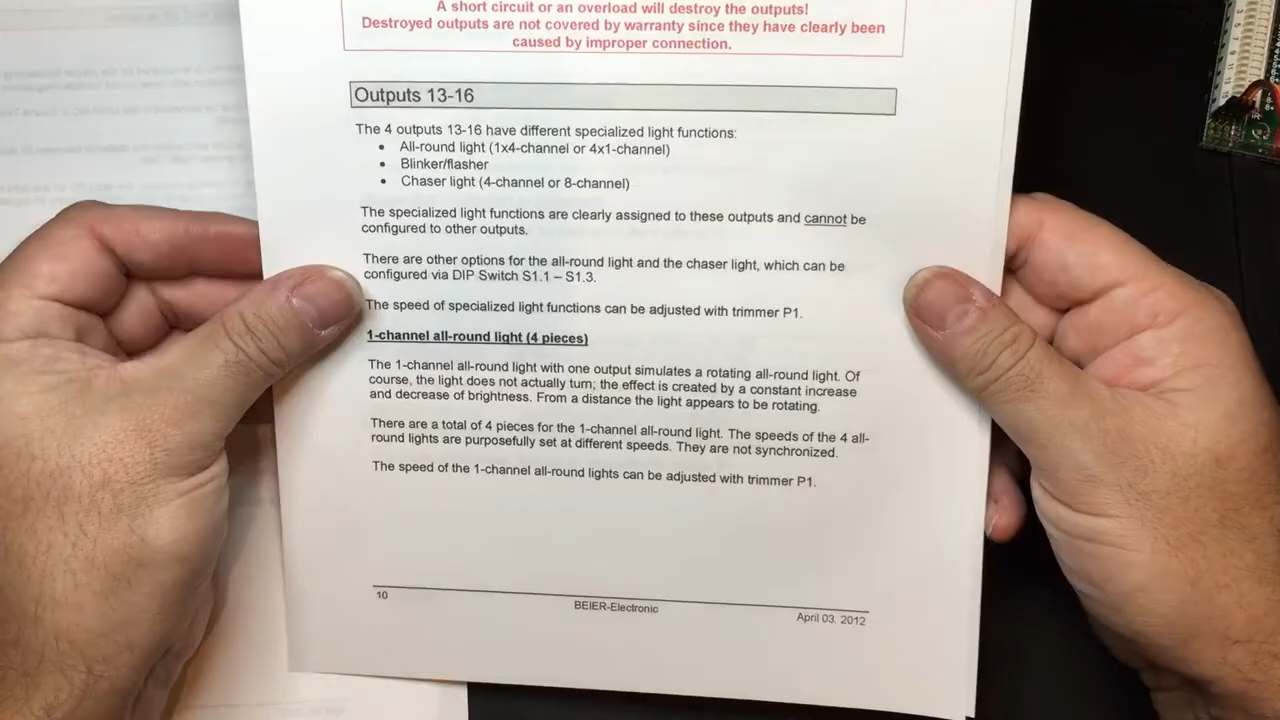 A short circuit or an overload will destroy the outputs!
Destroyed outputs are not covered by warranty since they have clearly been
caused by improper connection.
Outputs 13-16
The 4 outputs 13-16 have different specialized light functions:
• All-round light (1x4-channel or 4x1-channel)
• Blinker/flasher
• Chaser light (4-channel or 8-channel)
The specialized light functions are clearly assigned to these outputs and cannot be
configured to other outputs.
There are other options for the all-round light and the chaser light, which can be
configured via DIP Switch S1.1 – S1.3.
The speed of specialized light functions can be adjusted with trimmer P1.
1-channel all-round light (4 pieces)
The 1-channel all-round light with one output simulates a rotating all-round light. Of
course, the light does not actually turn; the effect is created by a constant increase
and decrease of brightness. From a distance the light appears to be rotating.
There are a total of 4 pieces for the 1-channel all-round light. The speeds of the 4 all-
round lights are purposefully set at different speeds. They are not synchronized.
The speed of the 1-channel all-round lights can be adjusted with trimmer P1.
10
BEIER-Electronic
April 03. 2012